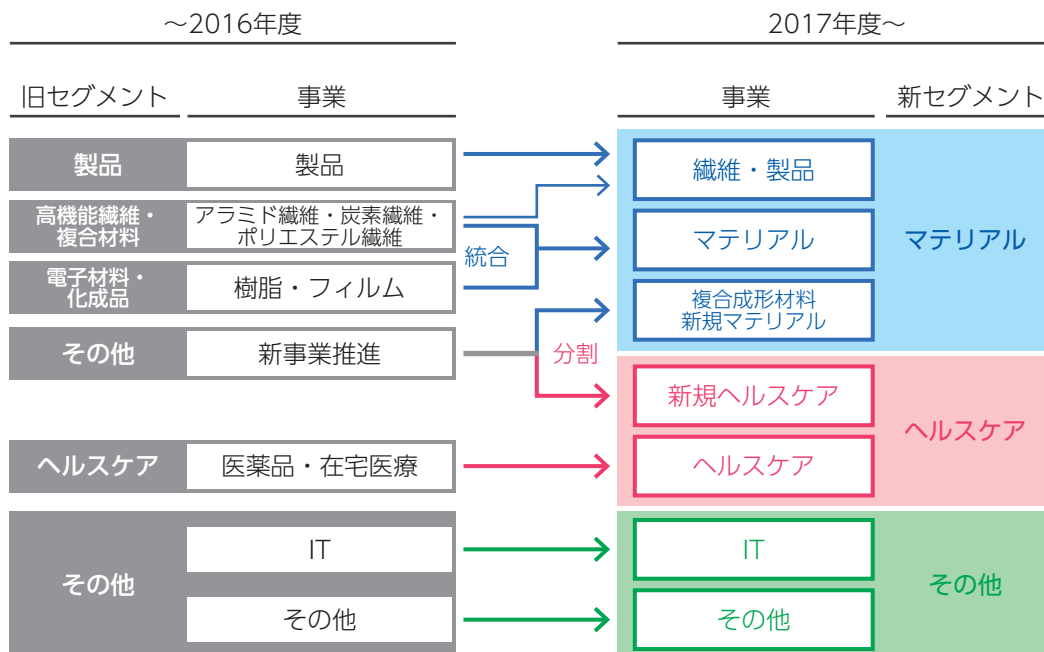 ～2016年度
2017年度～
旧セグメント
事業
事業
新セグメント
製品
製品
繊維・製品
高機能繊維・
複合材料
アラミド繊維・炭素繊維・
ポリエステル繊維
統合
マテリアル
マテリアル
電子材料・
化成品
樹脂・フィルム
複合成形材料
新規マテリアル
その他
新事業推進
分割
新規ヘルスケア
ヘルスケア
ヘルスケア
医薬品・在宅医療
ヘルスケア
その他
IT
IT
その他
その他
その他